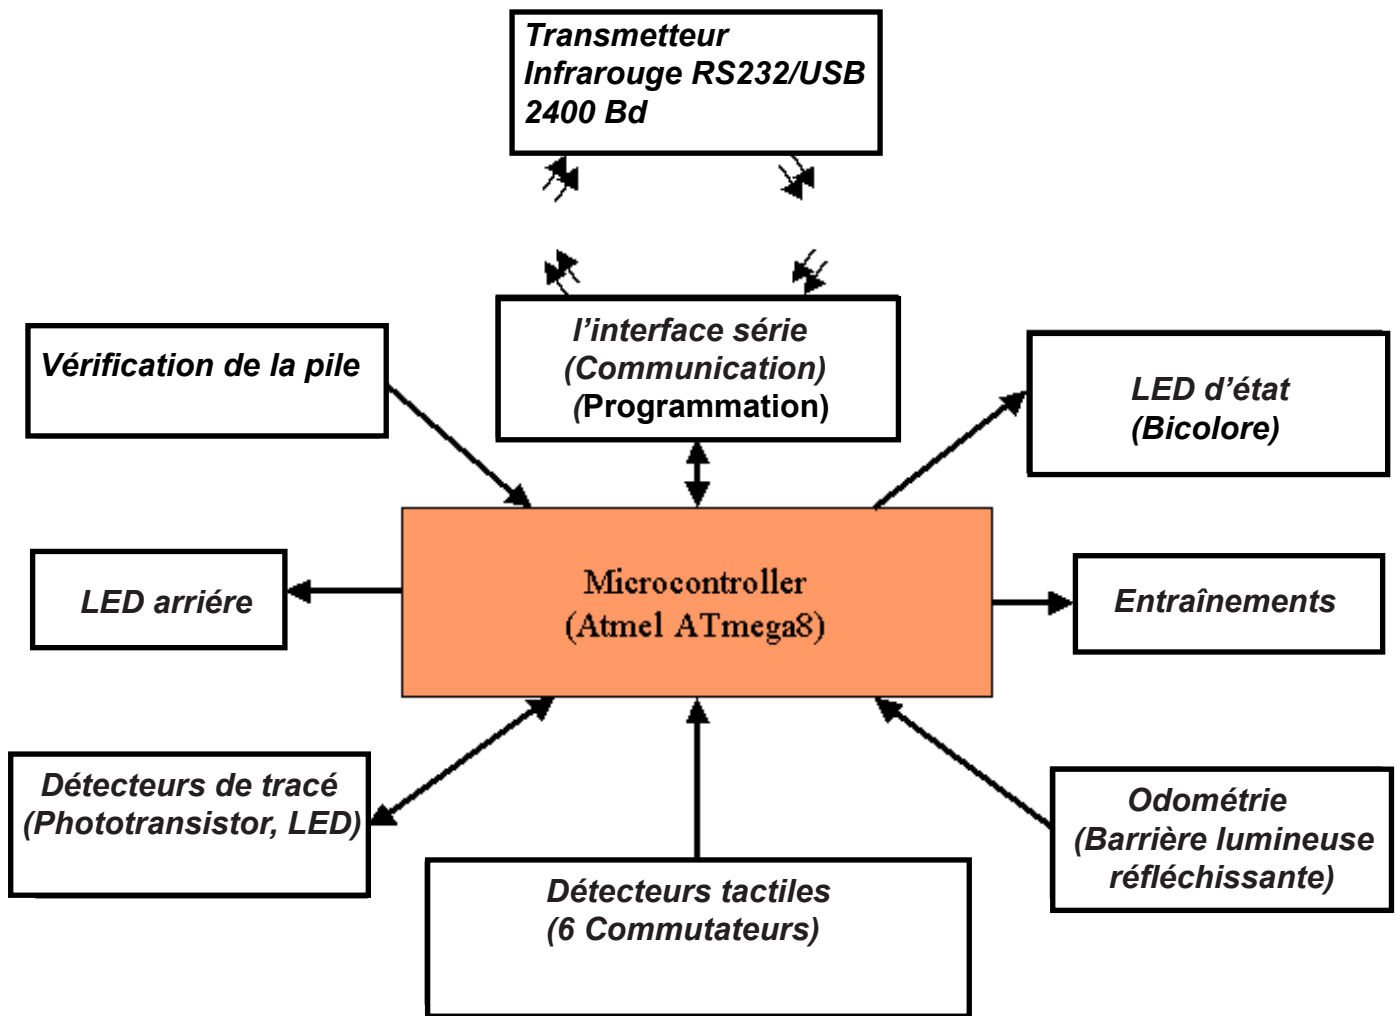 Transmetteur
Infrarouge RS232/USB
2400 Bd
l’interface série
(Communication)
(Programmation)
Vérification de la pile
LED d’état
(Bicolore)
Microcontroller
(Atmel ATmega8)
LED arriére
Entraînements
Détecteurs de tracé
(Phototransistor, LED)
Odométrie
(Barrière lumineuse
réfléchissante)
Détecteurs tactiles
(6 Commutateurs)